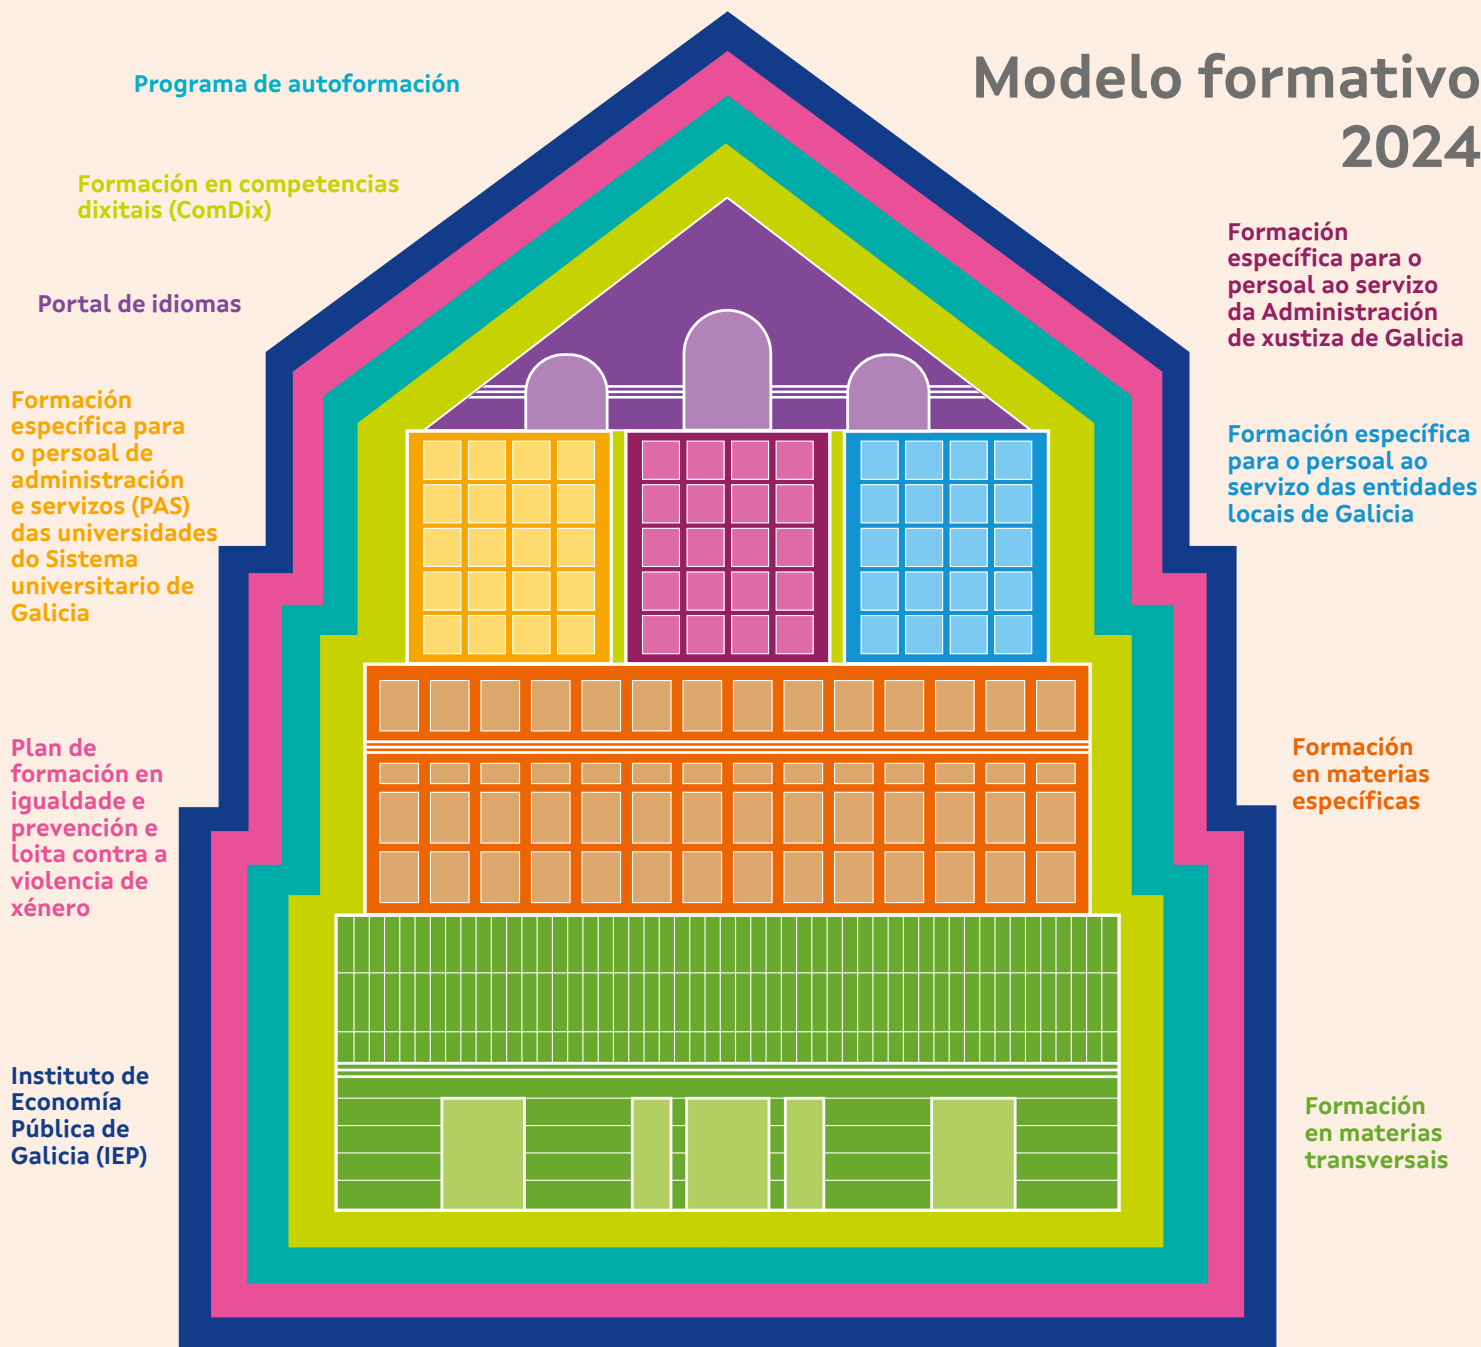 Modelo formativo
2024
Programa de autoformación
Formación en competencias
dixitais (ComDix)
Portal de idiomas
Formación
específica para
o persoal de
administración
e servizos (PAS)
das universidades
do Sistema
universitario de
Galicia
Plan de
formación en
igualdade e
prevención e
loita contra a
violencia de
xénero
Instituto de
Economía
Pública de
Galicia (IEP)
Formación
específica para o
persoal ao servizo
da Administración
de xustiza de Galicia
Formación específica
para o persoal ao
servizo das entidades
locais de Galicia
Formación
en materias
específicas
Formación
en materias
transversais